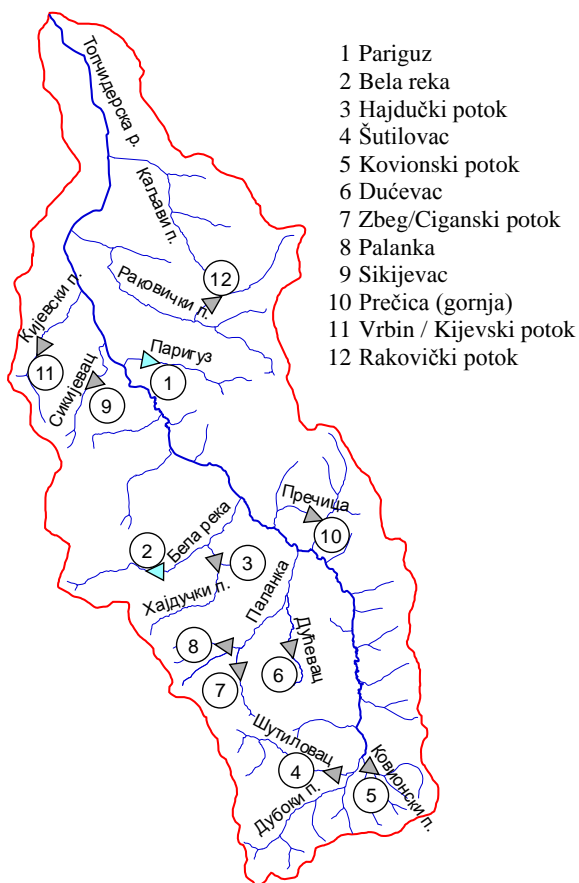 1 Pariguz
2 Bela reka
3 Hajdučki potok
4 Šutilovac
5 Kovionski potok
6 Dućevac
7 Zbeg/Ciganski potok
8 Palanka
9 Sikijevac
10 Prečica (gornja)
11 Vrbin / Kijevski potok
12 Rakovički potok
Топчидерска р.
Каљави п.
12
Раковички п.
Кијевски п.
11
Сикијевац
9
Паригуз
1
Пречица
10
2
Бела река
3
Хајдучки п.
Паланка
8
7
Дућевац
6
Шутиловац
4
Дубоки п.
Ковионски п.
5